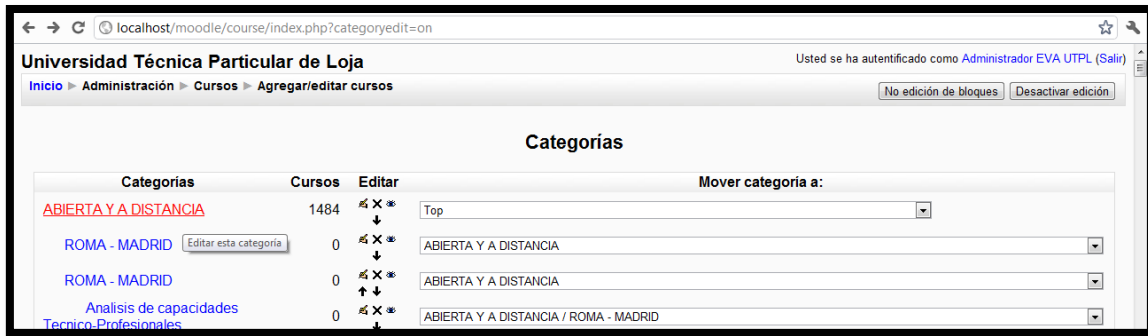 localhost/moodle/course/index.php?categoryedit=on
Universidad Técnica Particular de Loja
Usted se ha autentificado como Administrador EVA UTPL (Salir)
Inicio ► Administración ► Cursos ► Agregar/editar cursos
No edición de bloques Desactivar edición
Categorías
Categorías Cursos Editar Mover categoría a:
ABIERTA Y A DISTANCIA 1484 Top
ROMA - MADRID Editar esta categoría 0 ABIERTA Y A DISTANCIA
ROMA - MADRID 0 ABIERTA Y A DISTANCIA
Analisis de capacidades
Tecnico-Profesionales 0 ABIERTA Y A DISTANCIA / ROMA - MADRID